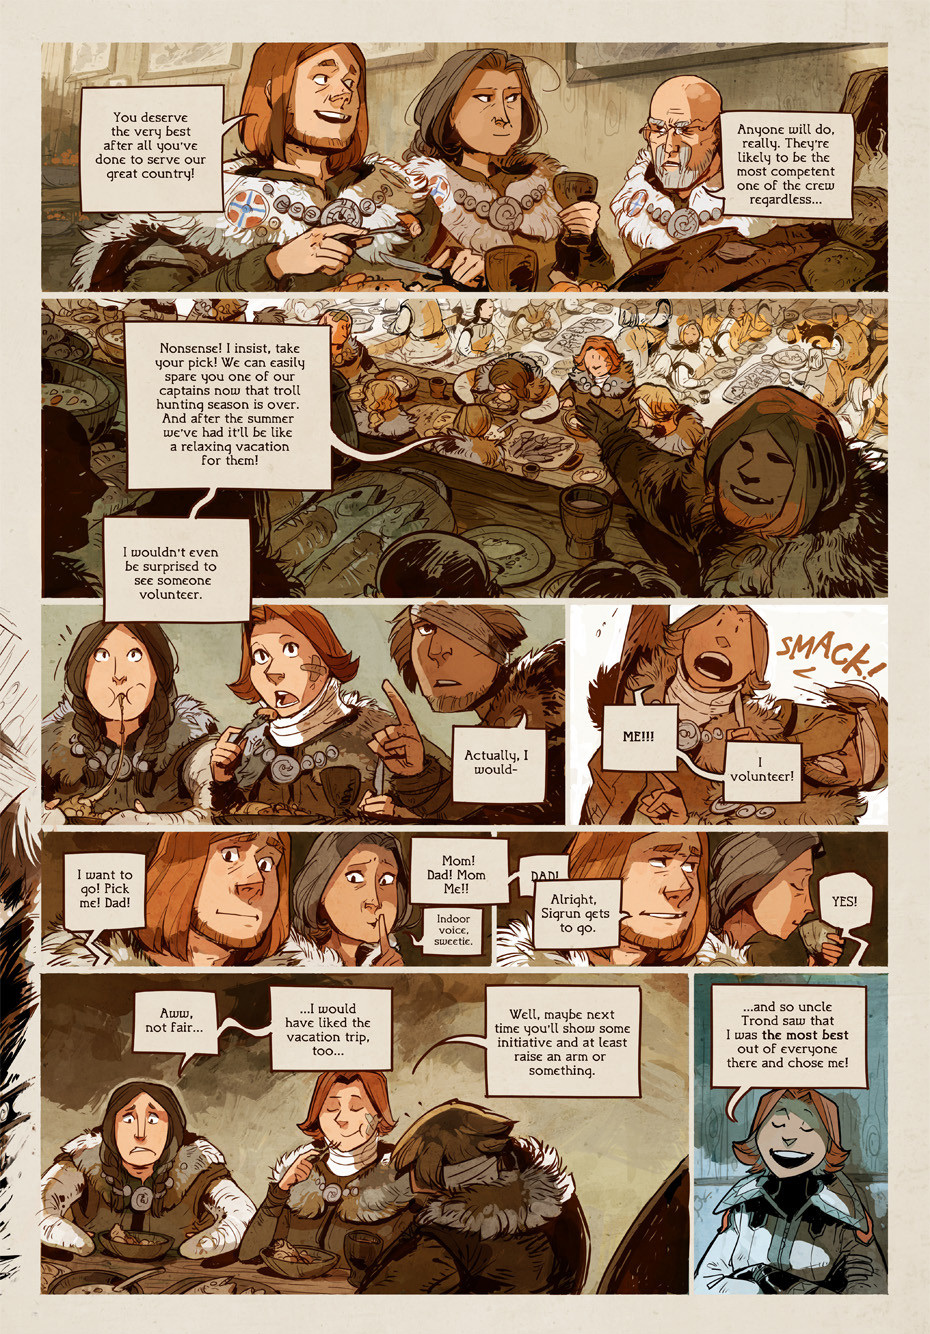 You deserve
the very best
after all you've
done to serve our
great country!
Anyone will do,
really. They're
likely to be the
most competent
one of the crew
regardless...
Nonsense! I insist, take
your pick! We can easily
spare you one of our
captains now that troll
hunting season is over.
And after the summer
we've had it'll be like
a relaxing vacation
for them!
I wouldn't even
be surprised to
see someone
volunteer.
Actually, I
would-
SMACK!
ME!!!
I
volunteer!
I want to
go! Pick
me! Dad!
Mom!
Dad! Mom
Me!!
Indoor
voice,
sweetie.
DAD!
Alright,
Sigrun gets
to go.
YES!
Aww,
not fair...
...I would
have liked the
vacation trip,
too...
Well, maybe next
time you'll show some
initiative and at least
raise an arm or
something.
...and so uncle
Trond saw that
I was the most best
out of everyone
there and chose me!